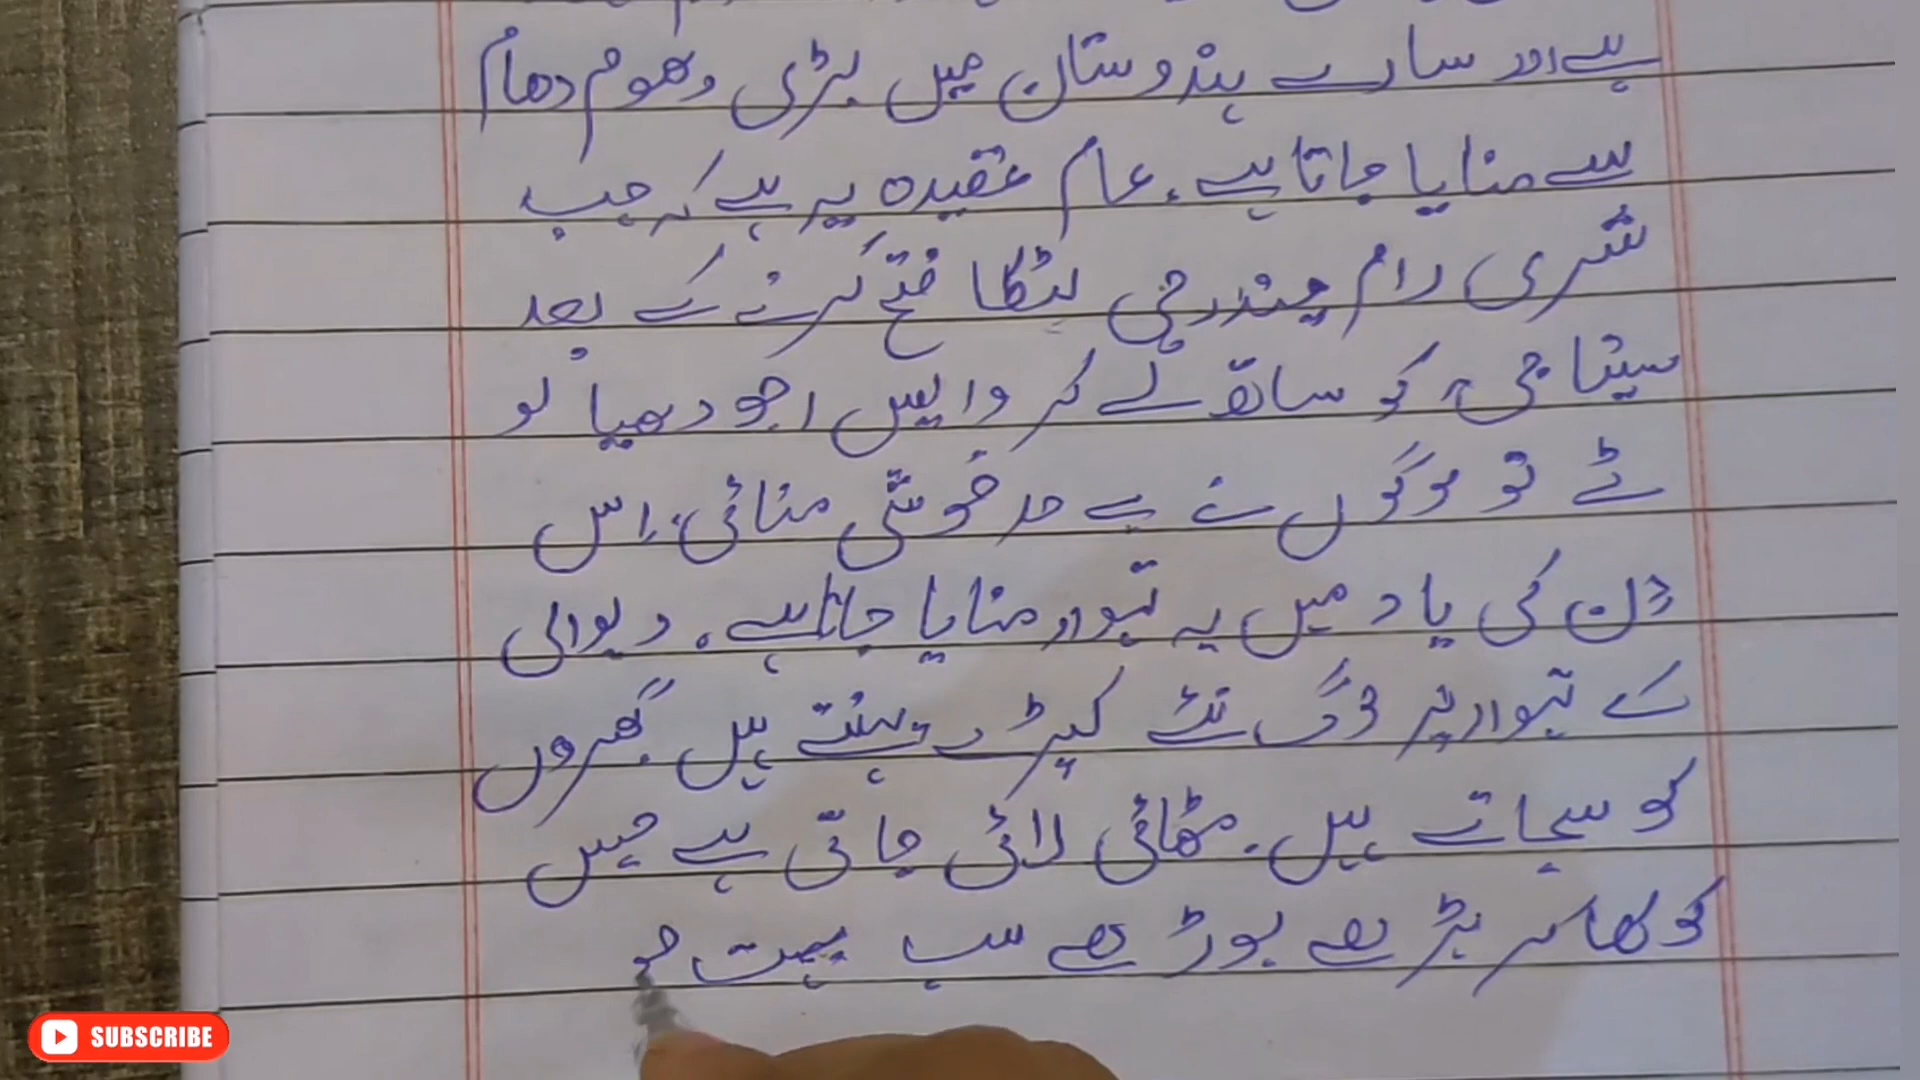 ہے اور سارے ہندوستان میں بڑی دھوم دھام
سے منایا جاتا ہے۔ عام عقیدہ یہ ہے کہ جب
شری رام چندر جی لنکا فتح کرنے کے بعد
سیتا جی کو ساتھ لے کر واپس اجودھیا لو
ٹے تو لوگوں نے بے حد خوشی منائی، اس
دن کی یاد میں یہ تہوار منایا جاتا ہے۔ دیوالی
کے تہوار پر لوگ نئے کپڑے پہنتے ہیں گھروں
کو سجاتے ہیں۔ مٹھائی لائی جاتی ہے جس
کو کھا کر بڑھے بوڑھے سب بہت خو
SUBSCRIBE